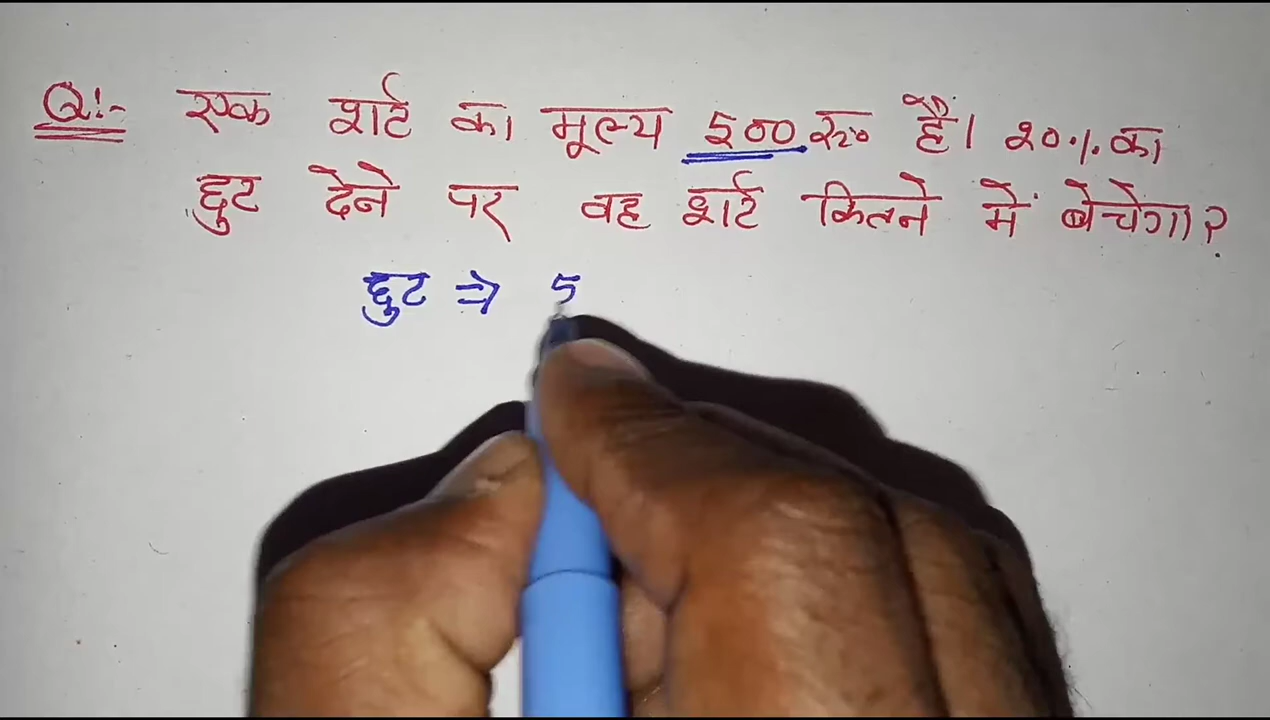 Q:- एक शर्ट का मूल्य 500 रु० है। 20% का
छुट देने पर वह शर्ट कितने में बेचेगा?
छुट ⇒ 5